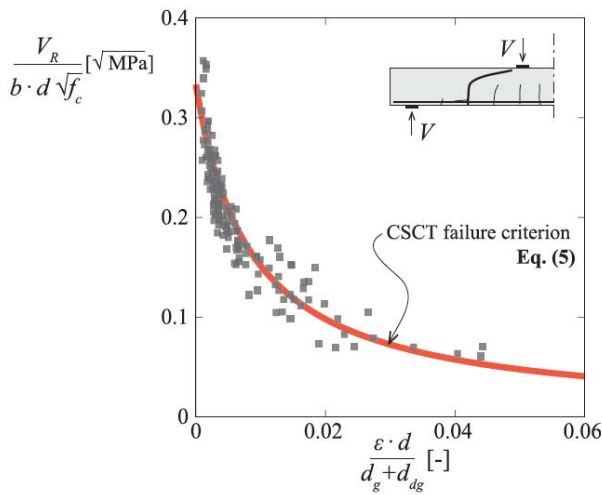 0.4
V_R / b · d √f_c [√MPa]
V
0.3
V
0.2
CSCT failure criterion
Eq. (5)
0.1
0
0 0.02 0.04 0.06
ε · d / d_g + d_dg [-]